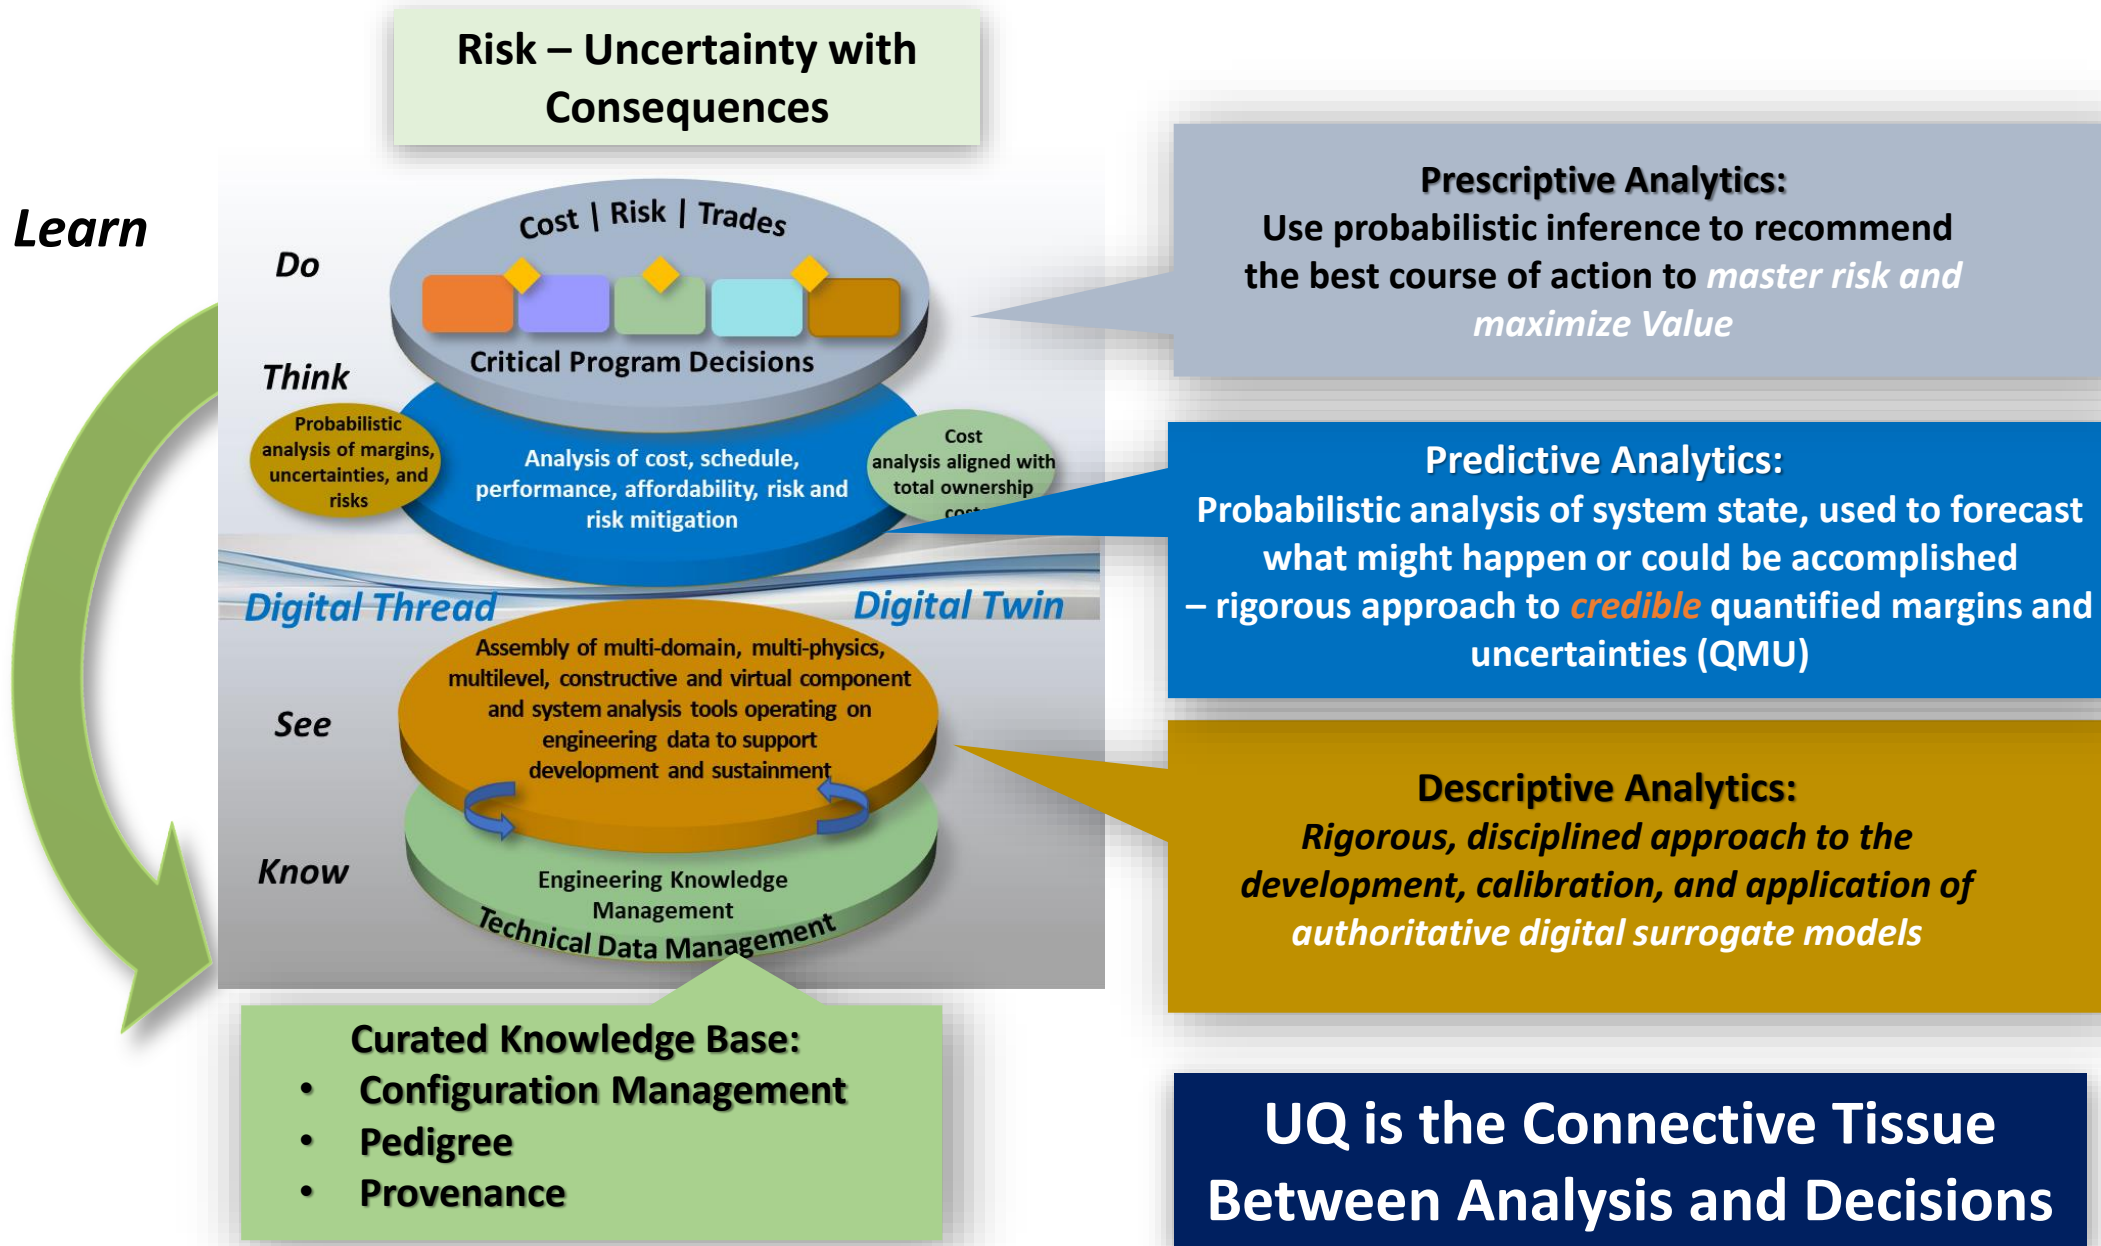 Risk – Uncertainty with
Consequences
Learn
Do
Cost | Risk | Trades
Critical Program Decisions
Think
Probabilistic
analysis of margins,
uncertainties, and
risks
Analysis of cost, schedule,
performance, affordability, risk and
risk mitigation
Cost
analysis aligned with
total ownership
Digital Thread
Digital Twin
See
Assembly of multi-domain, multi-physics,
multilevel, constructive and virtual component
and system analysis tools operating on
engineering data to support
development and sustainment
Know
Engineering Knowledge
Management
Technical Data Management
Curated Knowledge Base:
• Configuration Management
• Pedigree
• Provenance
Prescriptive Analytics:
Use probabilistic inference to recommend
the best course of action to master risk and
maximize Value
Predictive Analytics:
Probabilistic analysis of system state, used to forecast
what might happen or could be accomplished
– rigorous approach to credible quantified margins and
uncertainties (QMU)
Descriptive Analytics:
Rigorous, disciplined approach to the
development, calibration, and application of
authoritative digital surrogate models
UQ is the Connective Tissue
Between Analysis and Decisions